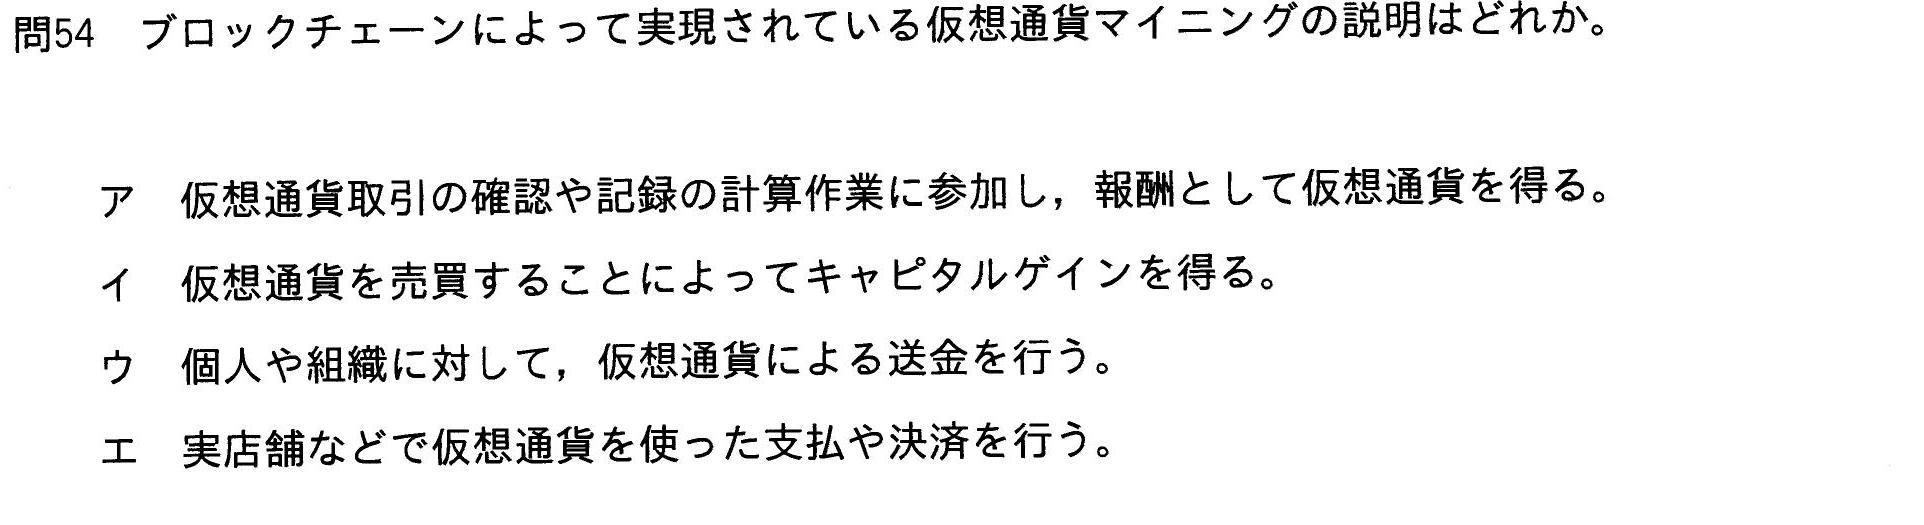 問54 ブロックチェーンによって実現されている仮想通貨マイニングの説明はどれか。
ア 仮想通貨取引の確認や記録の計算作業に参加し，報酬として仮想通貨を得る。
イ 仮想通貨を売買することによってキャピタルゲインを得る。
ウ 個人や組織に対して，仮想通貨による送金を行う。
エ 実店舗などで仮想通貨を使った支払や決済を行う。